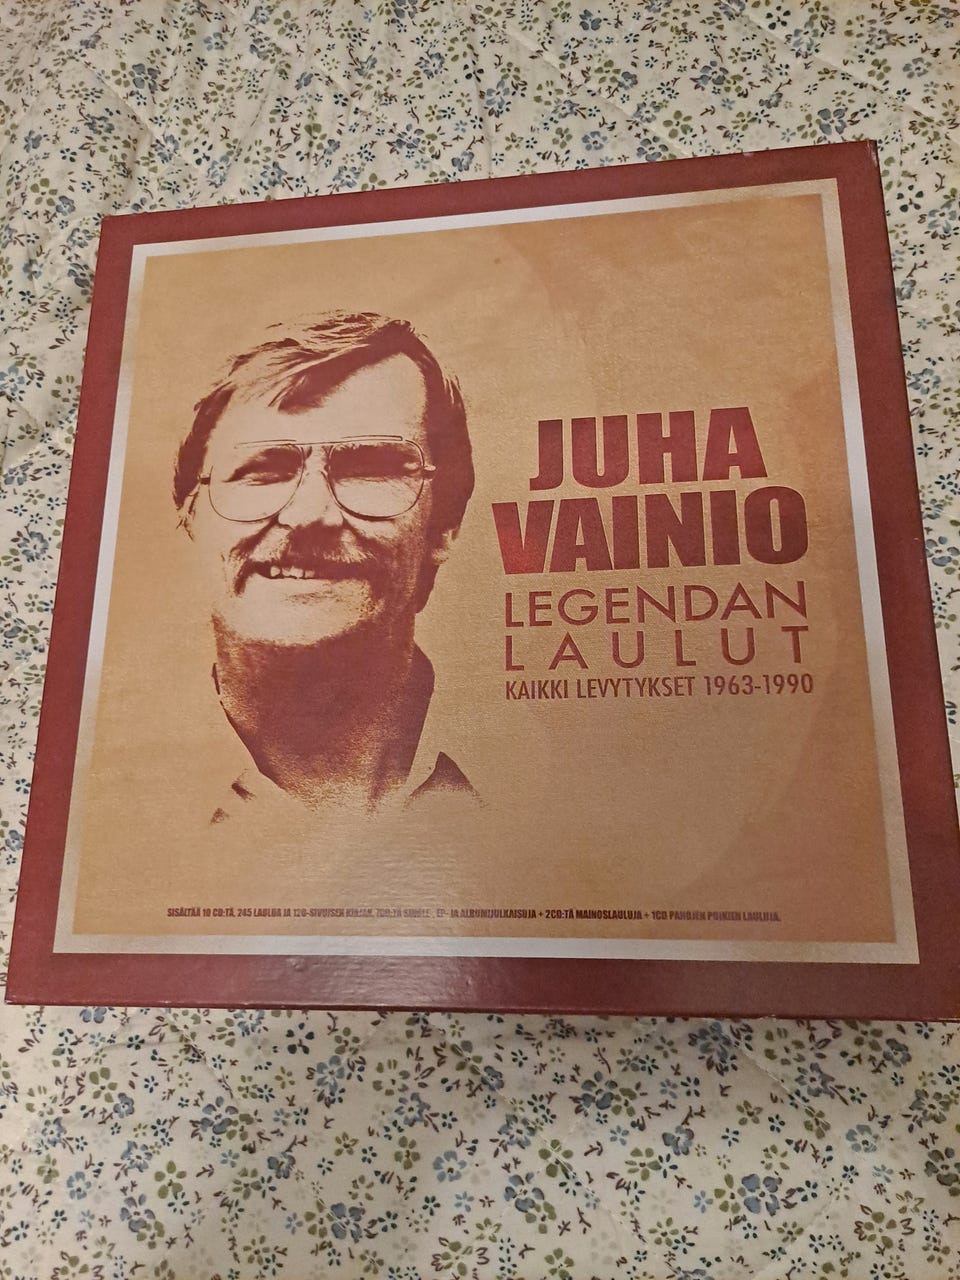 JUHA
VAINIO
LEGENDAN
LAULUT
KAIKKI LEVYTYKSET 1963-1990
SISÄLTÄÄ 10 CD:TÄ, 245 LAULUA JA 120-SIVUISEN KIRJAN. 7CD:TÄ SINGLE-, EP- JA ALBUMIJULKAISUJA + 2CD:TÄ MAINOSLAULUJA + 1CD PAHOJEN POIKIEN LAULUJA.